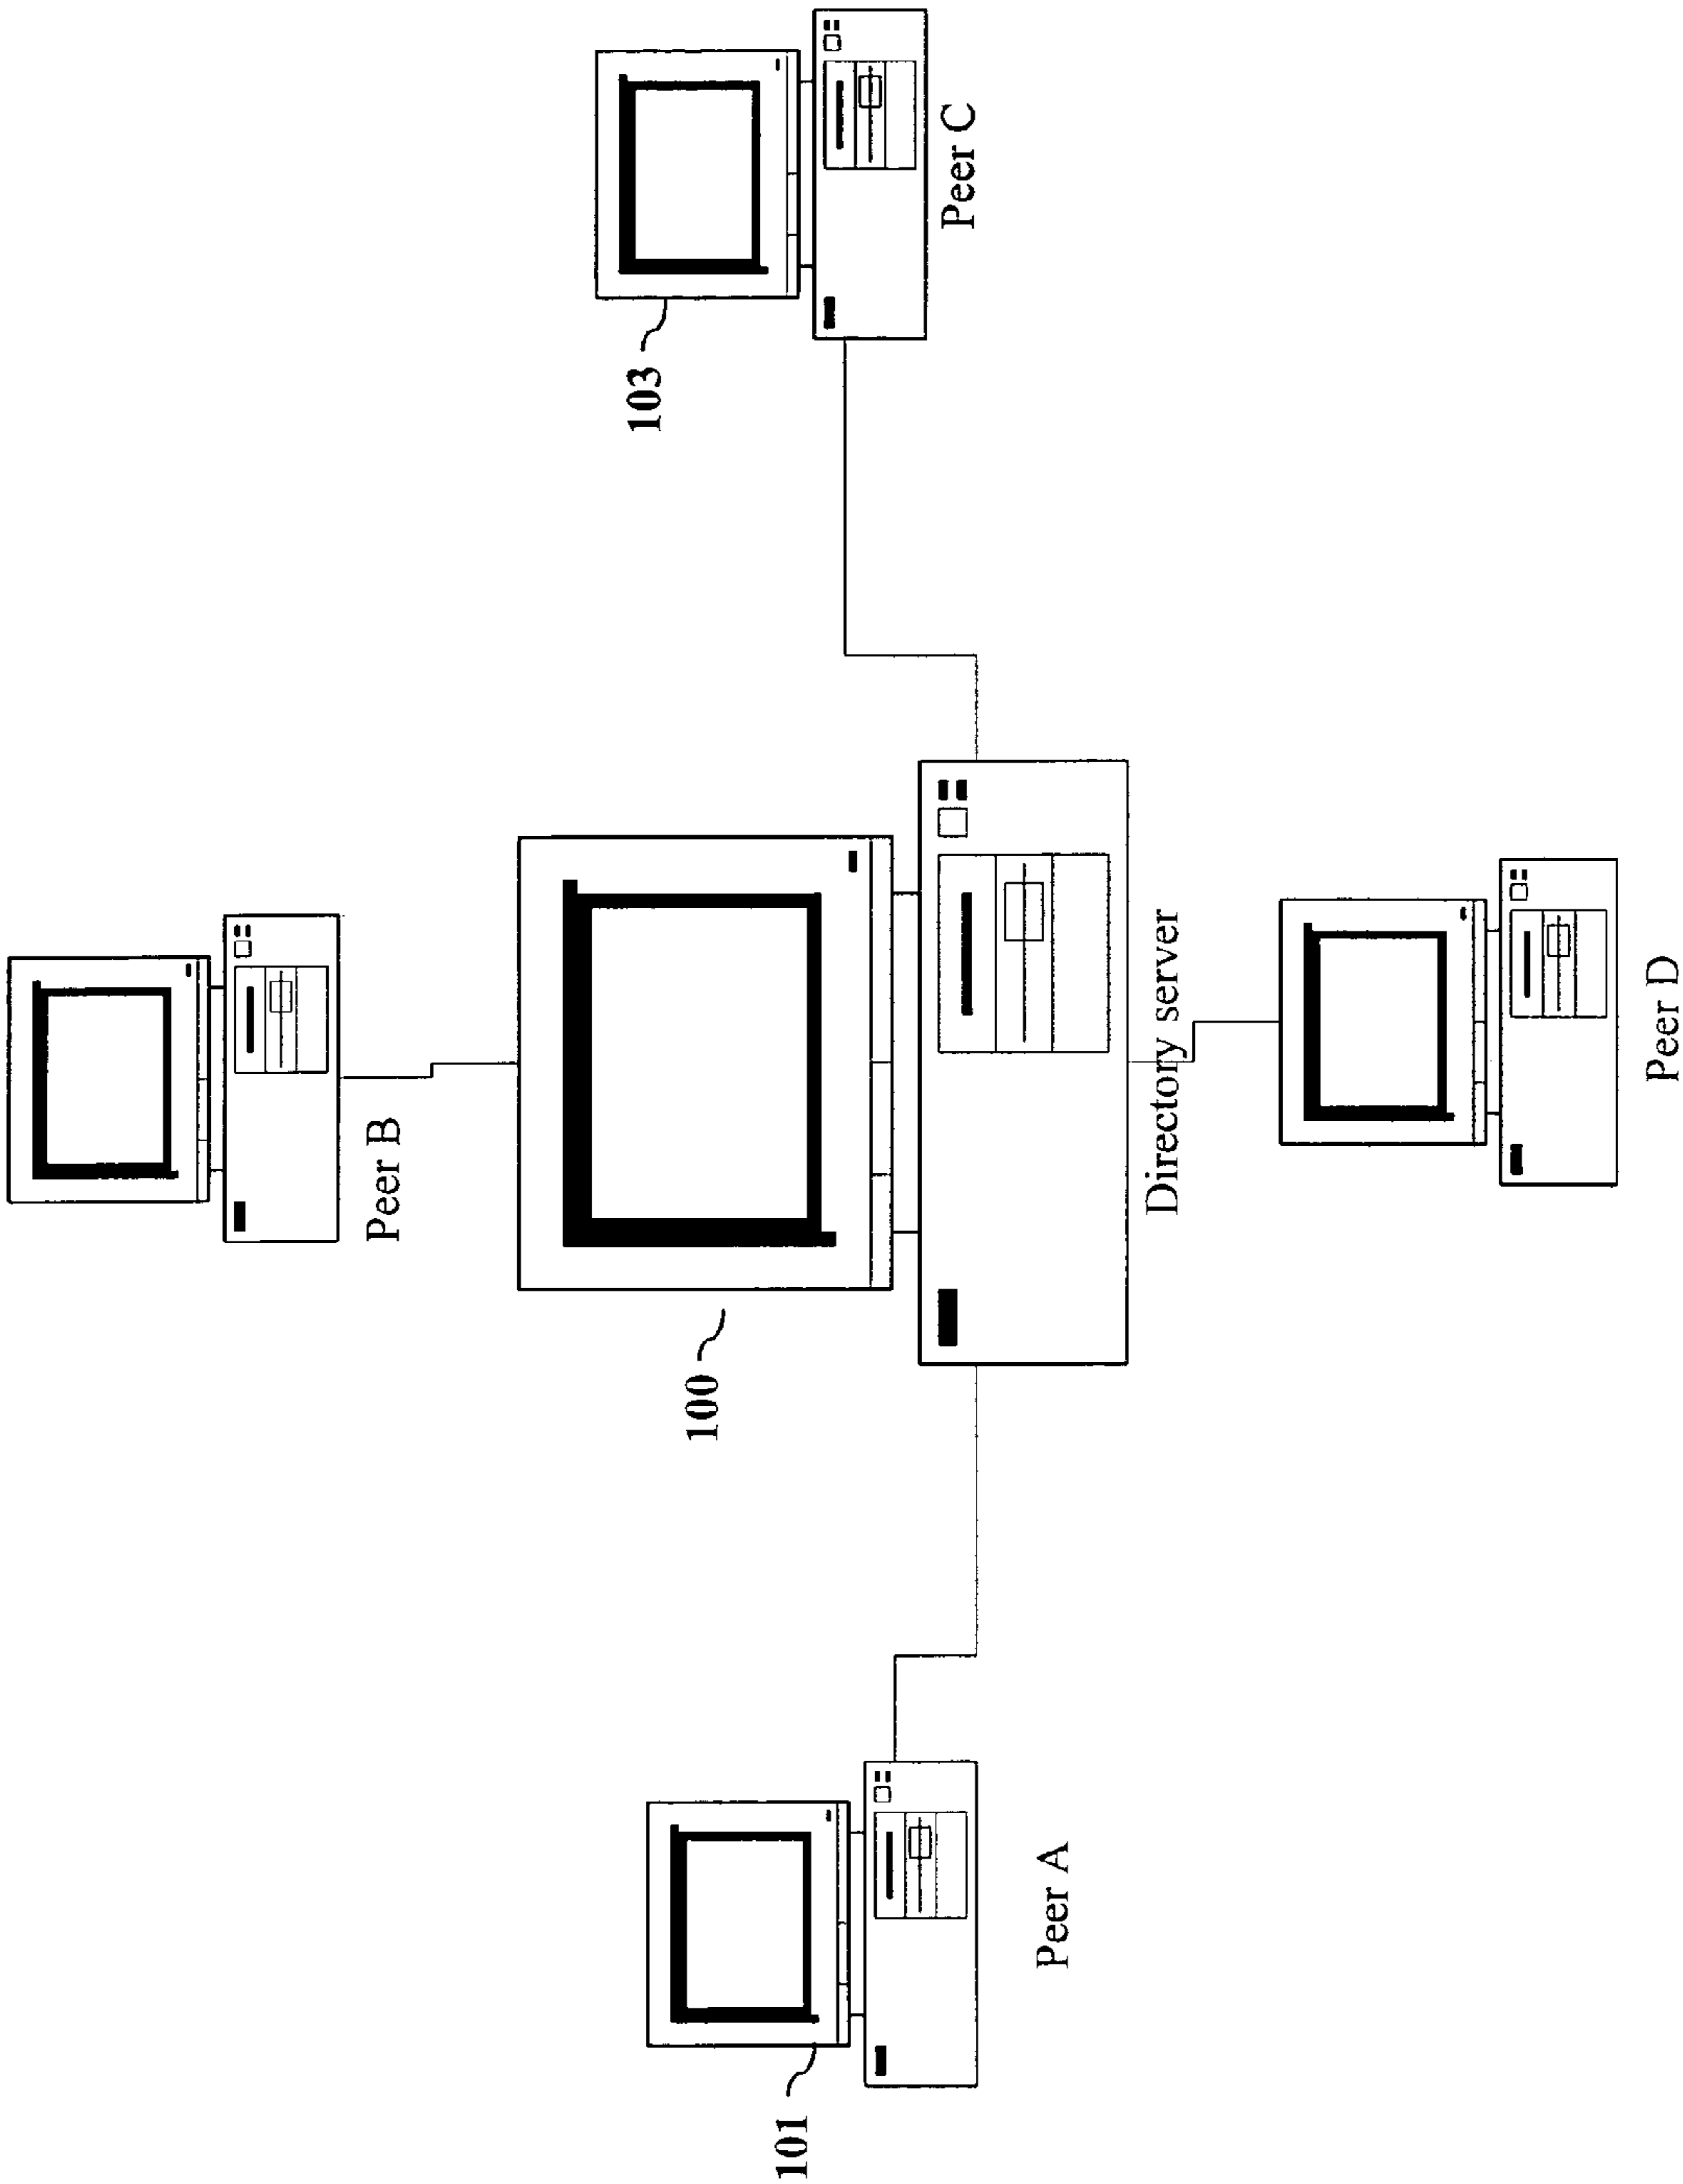 Peer B
103
Peer C
100
101
Peer A
Directory server
Peer D